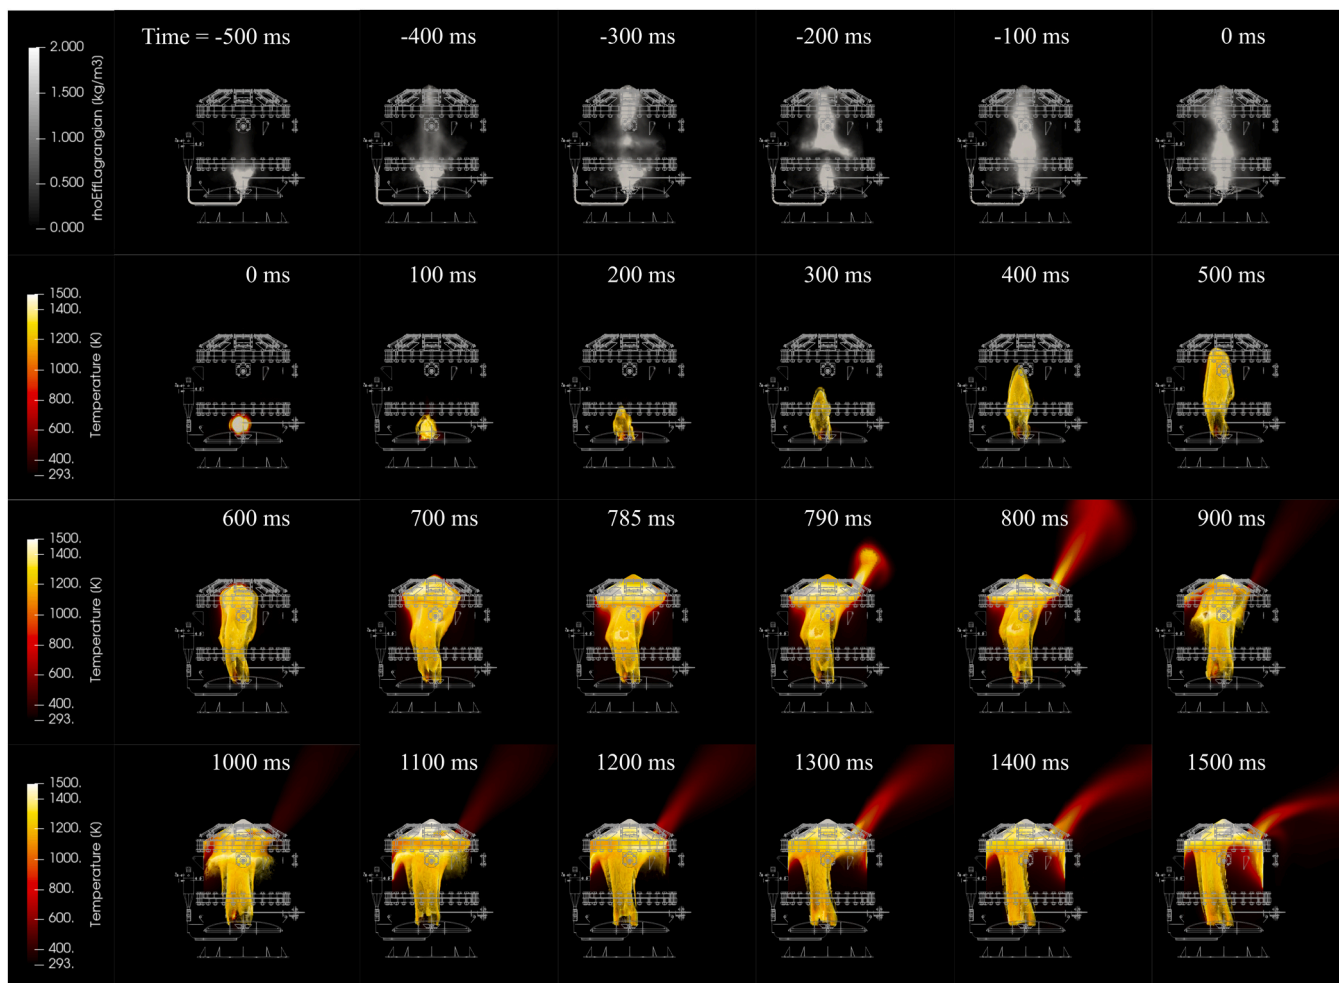 Time = -500 ms
-400 ms
-300 ms
-200 ms
-100 ms
0 ms
2.000
1.500
1.000
0.500
0.000
rhoEffLagrangian (kg/m3)
0 ms
100 ms
200 ms
300 ms
400 ms
500 ms
1500.
1400.
1200.
1000.
800.
600.
400.
293.
Temperature (K)
600 ms
700 ms
785 ms
790 ms
800 ms
900 ms
1500.
1400.
1200.
1000.
800.
600.
400.
293.
Temperature (K)
1000 ms
1100 ms
1200 ms
1300 ms
1400 ms
1500 ms
1500.
1400.
1200.
1000.
800.
600.
400.
293.
Temperature (K)